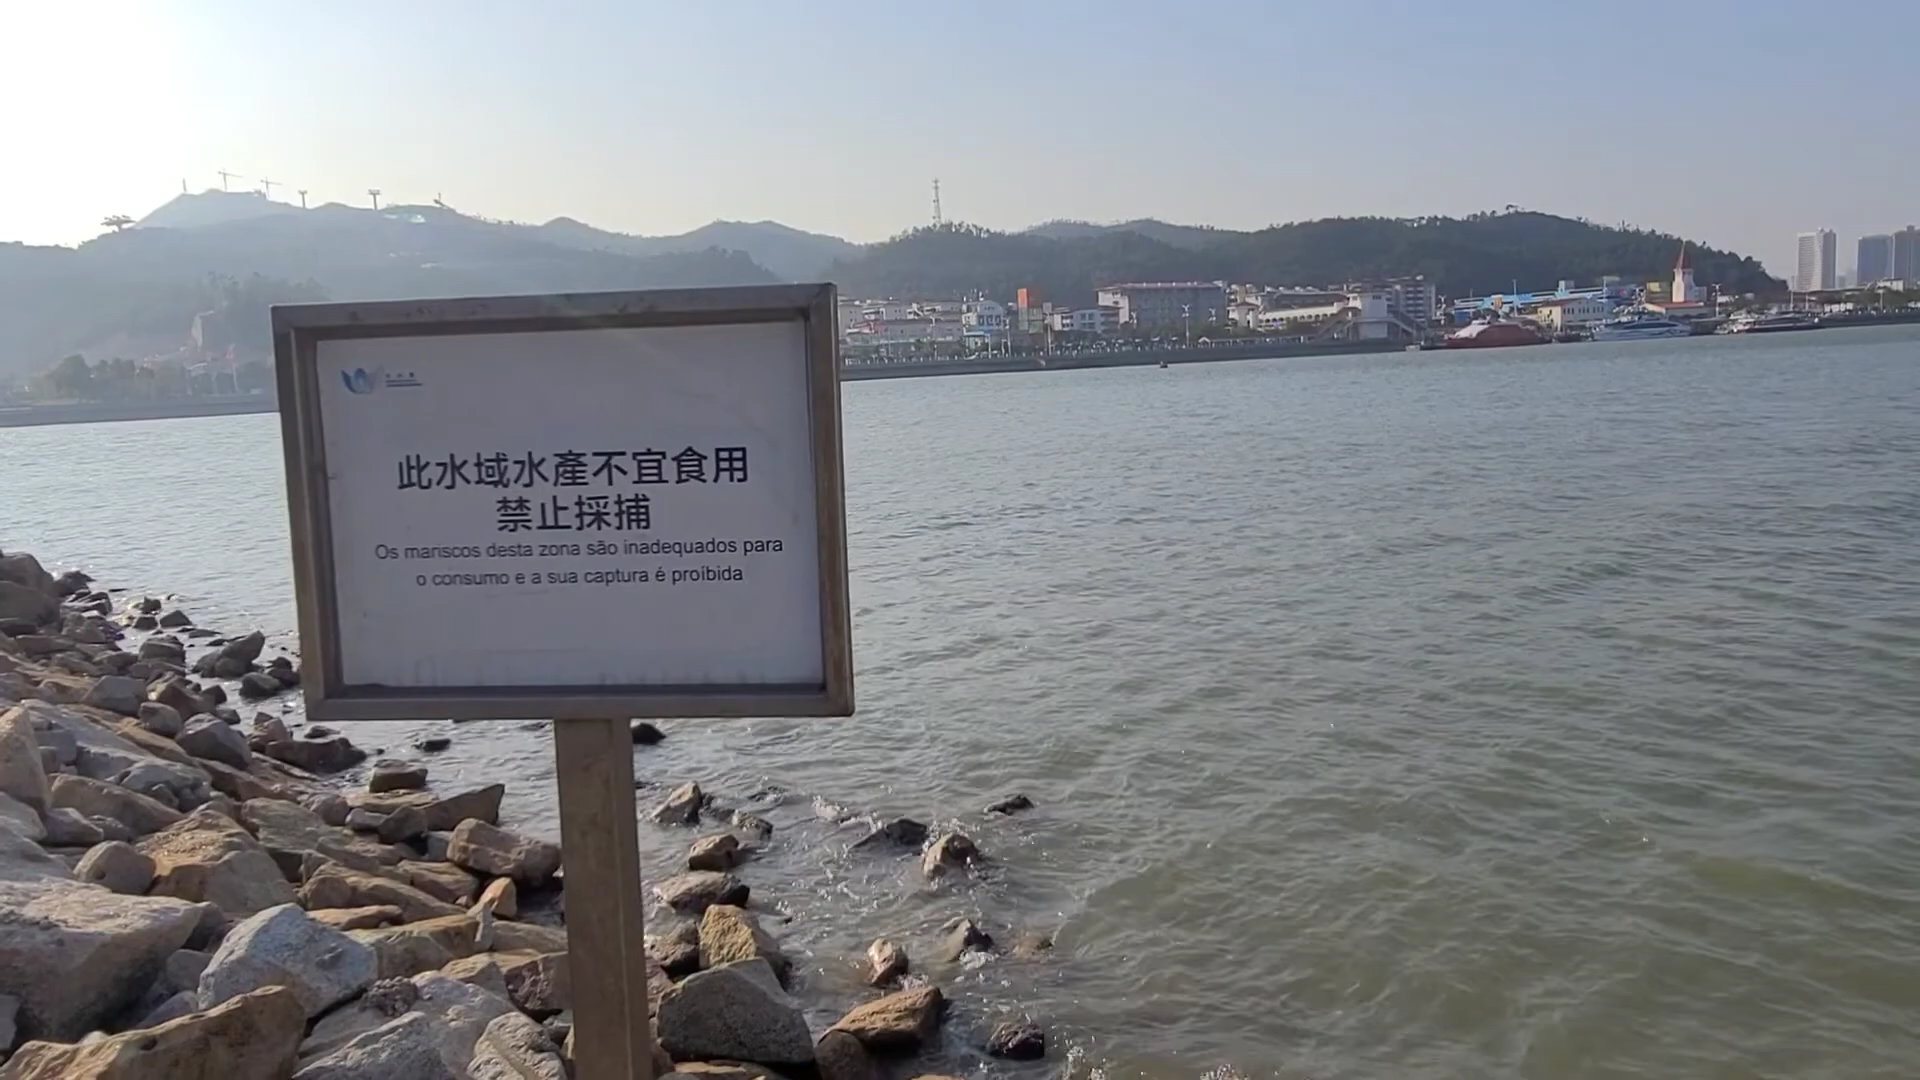 此水域水產不宜食用
禁止採捕
Os mariscos desta zona são inadequados para
o consumo e a sua captura é proíbida